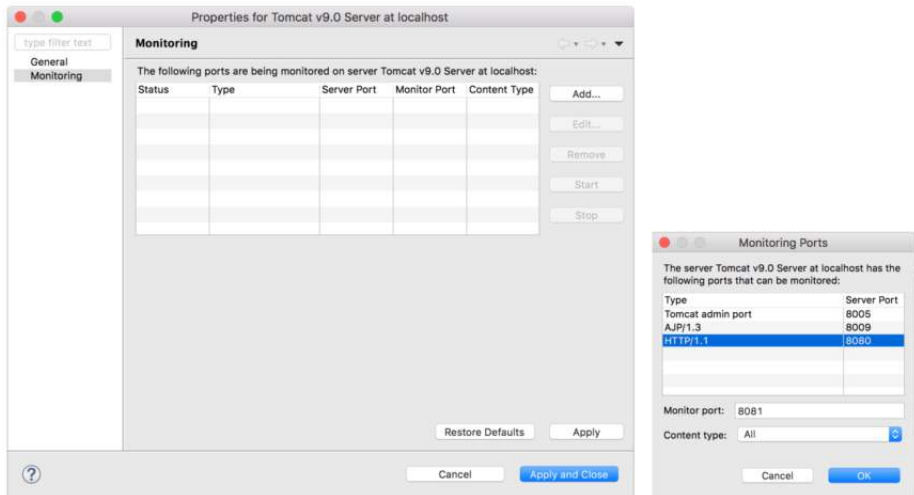 Properties for Tomcat v9.0 Server at localhost
type filter text
General
Monitoring
Monitoring
The following ports are being monitored on server Tomcat v9.0 Server at localhost:
Status Type Server Port Monitor Port Content Type
Add...
Edit...
Remove
Start
Stop
Restore Defaults Apply
? Cancel Apply and Close
Monitoring Ports
The server Tomcat v9.0 Server at localhost has the
following ports that can be monitored:
Type Server Port
Tomcat admin port 8005
AJP/1.3 8009
HTTP/1.1 8080
Monitor port: 8081
Content type: All
Cancel OK